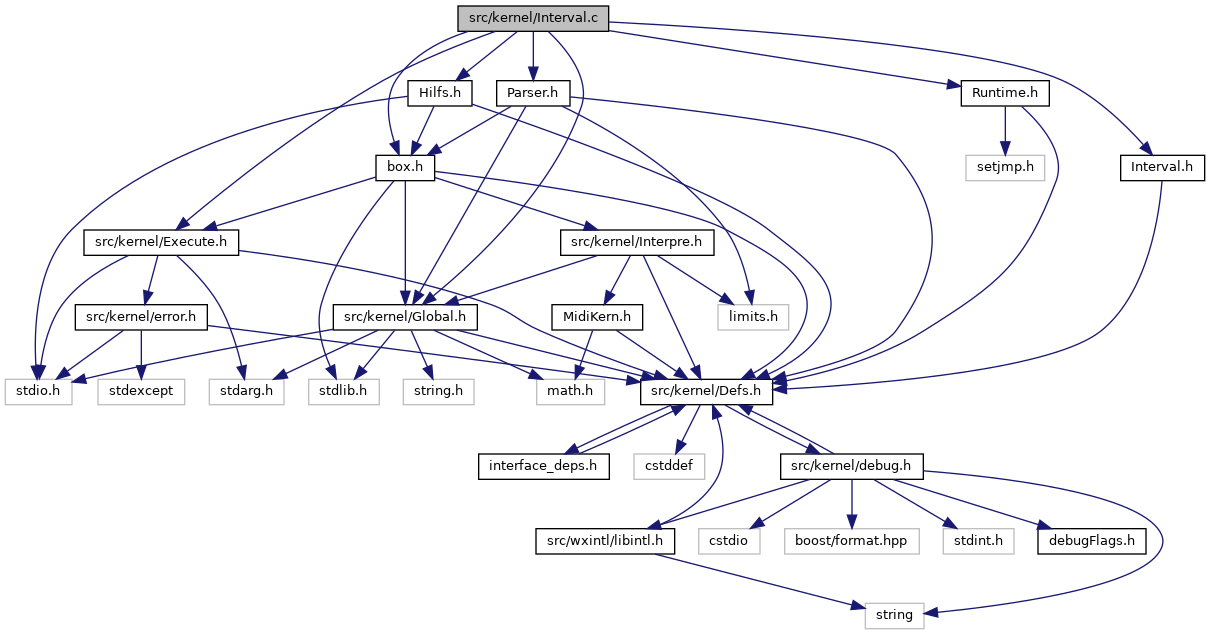 src/kernel/Interval.c
Hilfs.h
Parser.h
Runtime.h
box.h
setjmp.h
Interval.h
src/kernel/Execute.h
src/kernel/Interpre.h
src/kernel/error.h
src/kernel/Global.h
MidiKern.h
limits.h
stdio.h
stdexcept
stdarg.h
stdlib.h
string.h
math.h
src/kernel/Defs.h
interface_deps.h
cstddef
src/kernel/debug.h
src/wxintl/libintl.h
cstdio
boost/format.hpp
stdint.h
debugFlags.h
string